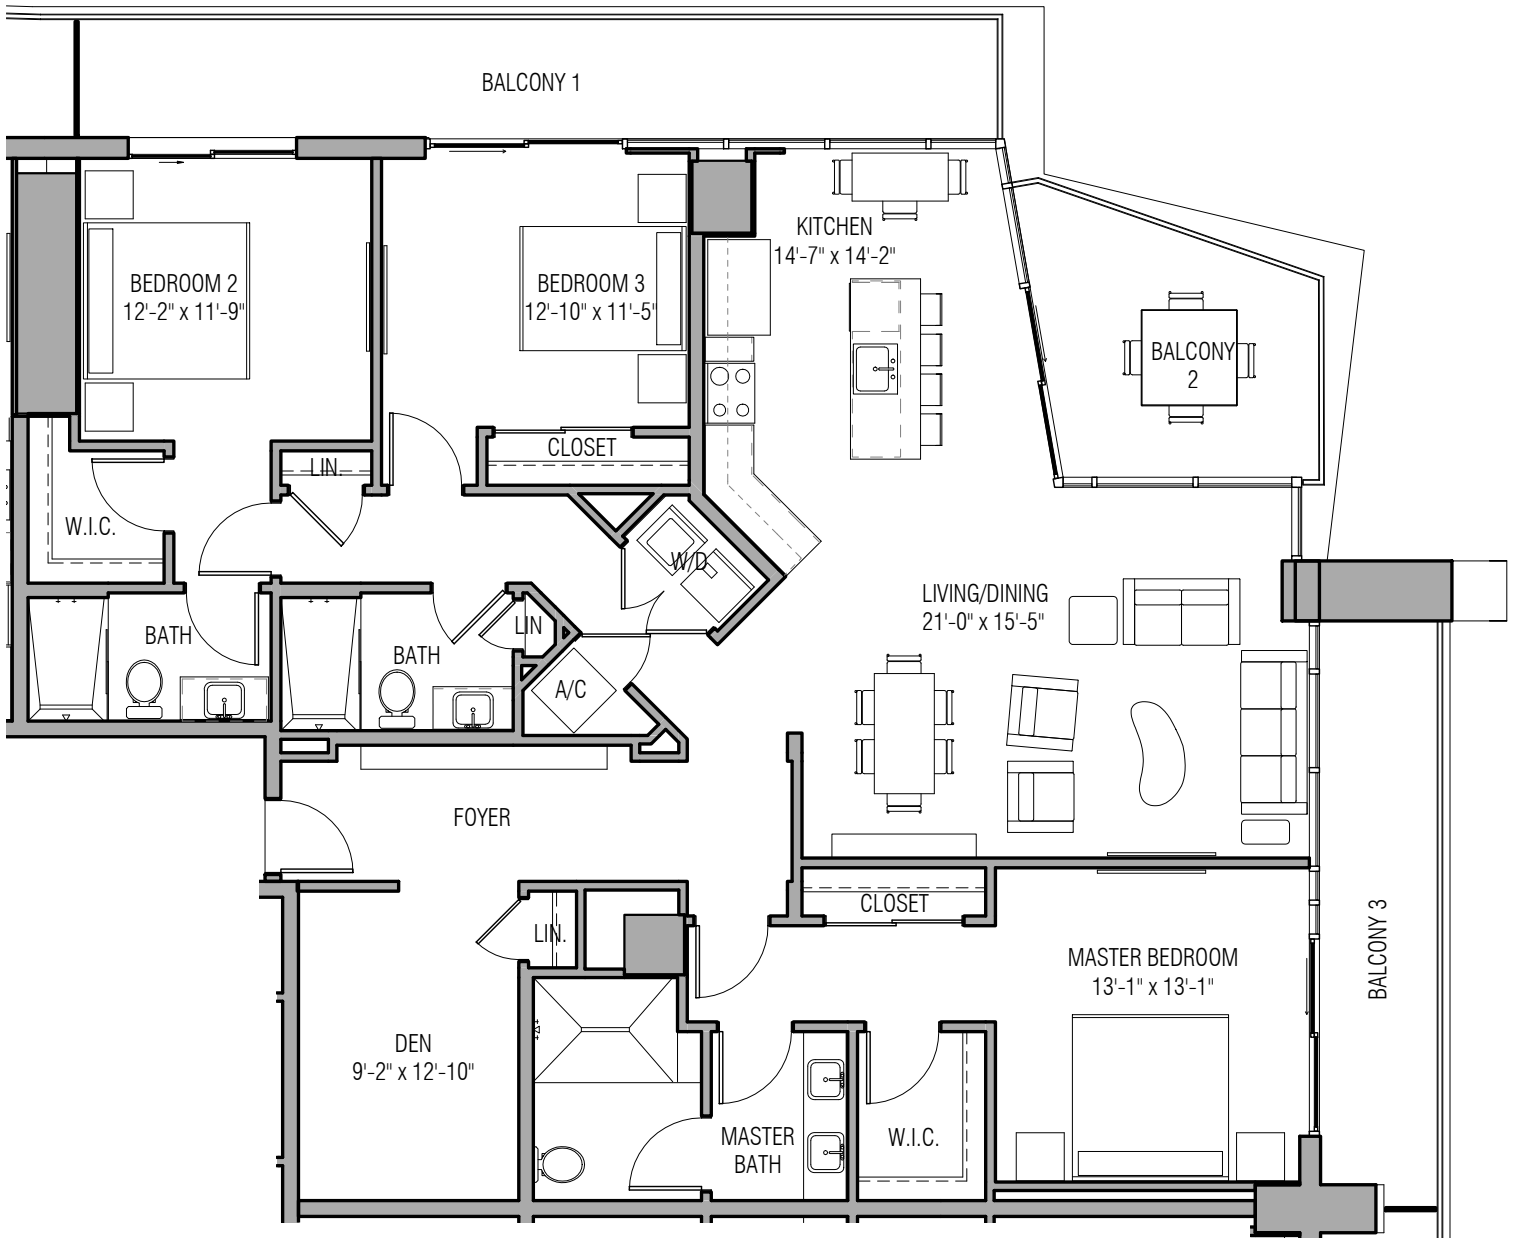 BALCONY 1
KITCHEN
14'-7" x 14'-2"
BEDROOM 2
12'-2" x 11'-9"
BEDROOM 3
12'-10" x 11'-5"
BALCONY
2
CLOSET
LIN.
W.I.C.
W/D
LIVING/DINING
21'-0" x 15'-5"
BATH
BATH
LIN
A/C
FOYER
CLOSET
LIN.
BALCONY 3
MASTER BEDROOM
13'-1" x 13'-1"
DEN
9'-2" x 12'-10"
MASTER
BATH
W.I.C.